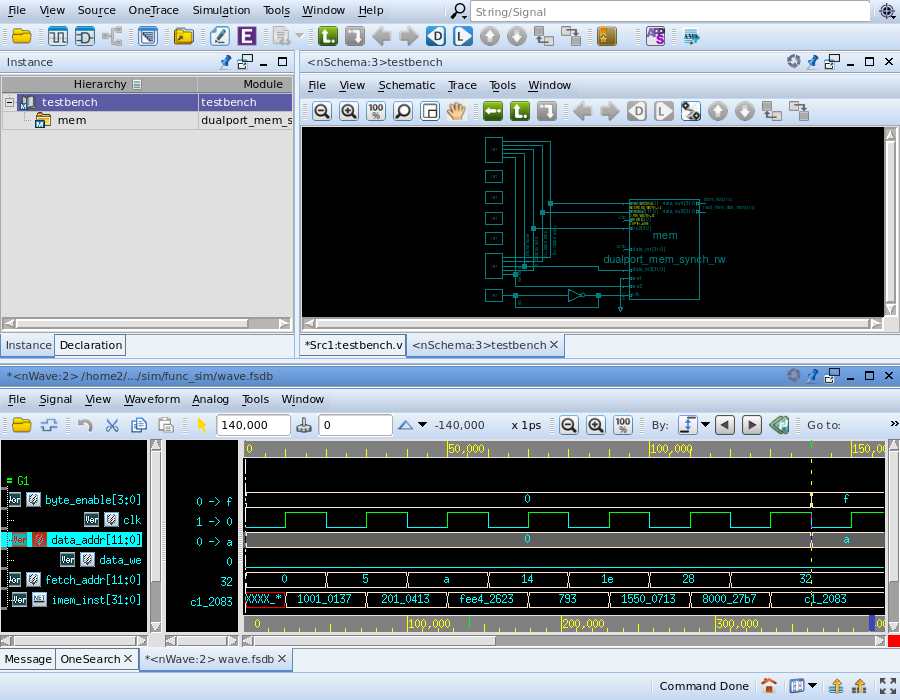 File View Source OneTrace Simulation Tools Window Help
String/Signal
Instance
Hierarchy Module
testbench testbench
mem dualport_mem_s
Instance Declaration
<nSchema:3>testbench
File View Schematic Trace Tools Window
100 %
mem
dualport_mem_synch_rw
*Src1:testbench.v <nSchema:3>testbench
*<nWave:2> /home2/.../sim/func_sim/wave.fsdb
File Signal View Waveform Analog Tools Window
140,000 0 -140,000 x 1ps 100 % By: Go to: »
0 50,000 100,000 150,0
= G1
byte_enable[3:0] 0 -> f 0 f
clk 1 -> 0
data_addr[11:0] 0 -> a 0 a
data_we 0
fetch_addr[11:0] 32 0 5 a 14 1e 28 32
imem_inst[31:0] c1_2083 XXXX_* 1001_0137 201_0413 fee4_2623 793 1550_0713 8000_27b7 c1_2083
0 100,000 200,000 300,000
Message OneSearch *<nWave:2> wave.fsdb
Command Done